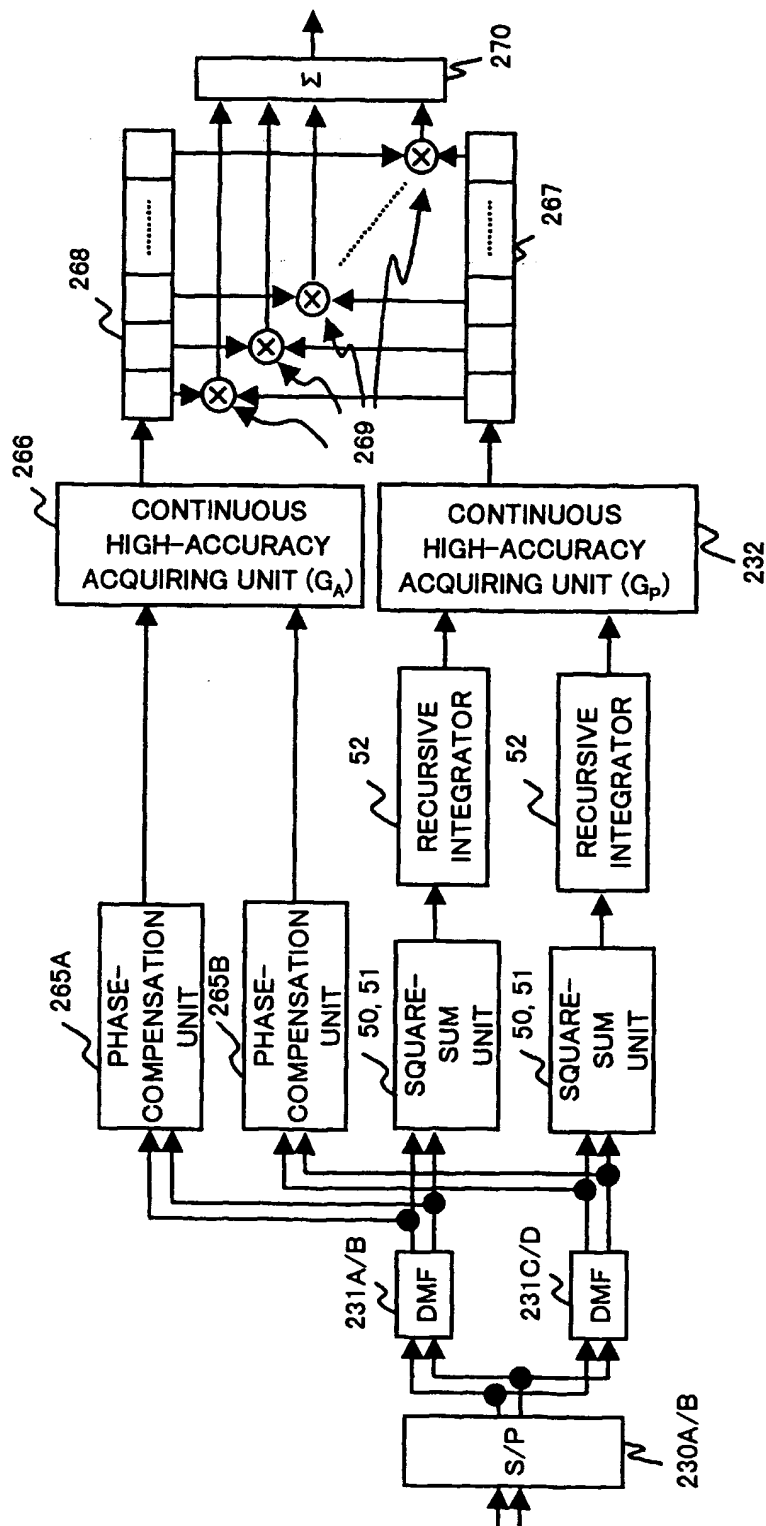 230A/B
S/P
231A/B
DMF
231C/D
DMF
265A
PHASE-
COMPENSATION
UNIT
265B
PHASE-
COMPENSATION
UNIT
50, 51
SQUARE-
SUM
UNIT
50, 51
SQUARE-
SUM
UNIT
52
RECURSIVE
INTEGRATOR
52
RECURSIVE
INTEGRATOR
266
CONTINUOUS
HIGH-ACCURACY
ACQUIRING UNIT (GA)
CONTINUOUS
HIGH-ACCURACY
ACQUIRING UNIT (GP)
232
268
269
267
Σ
270